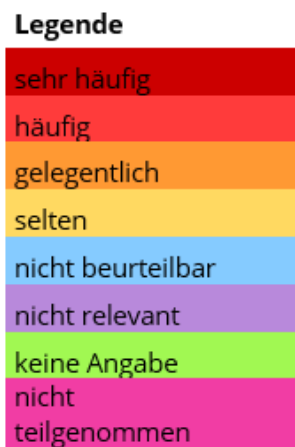 Legende
sehr häufig
häufig
gelegentlich
selten
nicht beurteilbar
nicht relevant
keine Angabe
nicht
teilgenommen